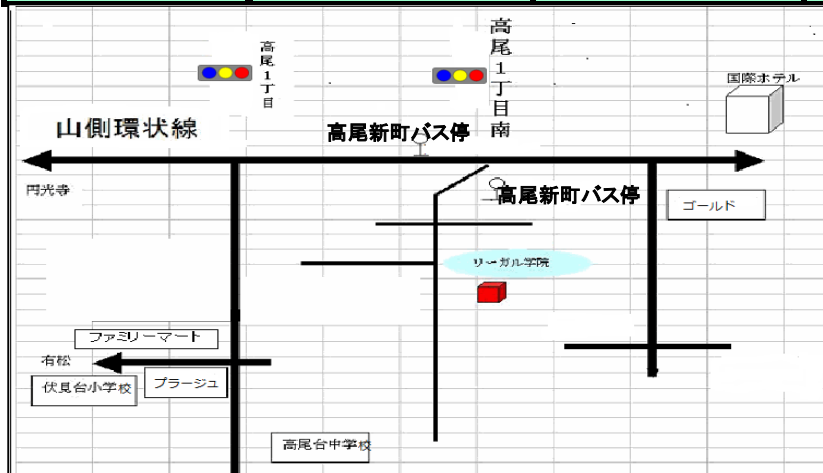 高尾1丁目
高尾1丁目南
国際ホテル
山側環状線
高尾新町バス停
円光寺
高尾新町バス停
ゴールド
リーガル学院
ファミリーマート
有松
伏見台小学校
プラージュ
高尾台中学校